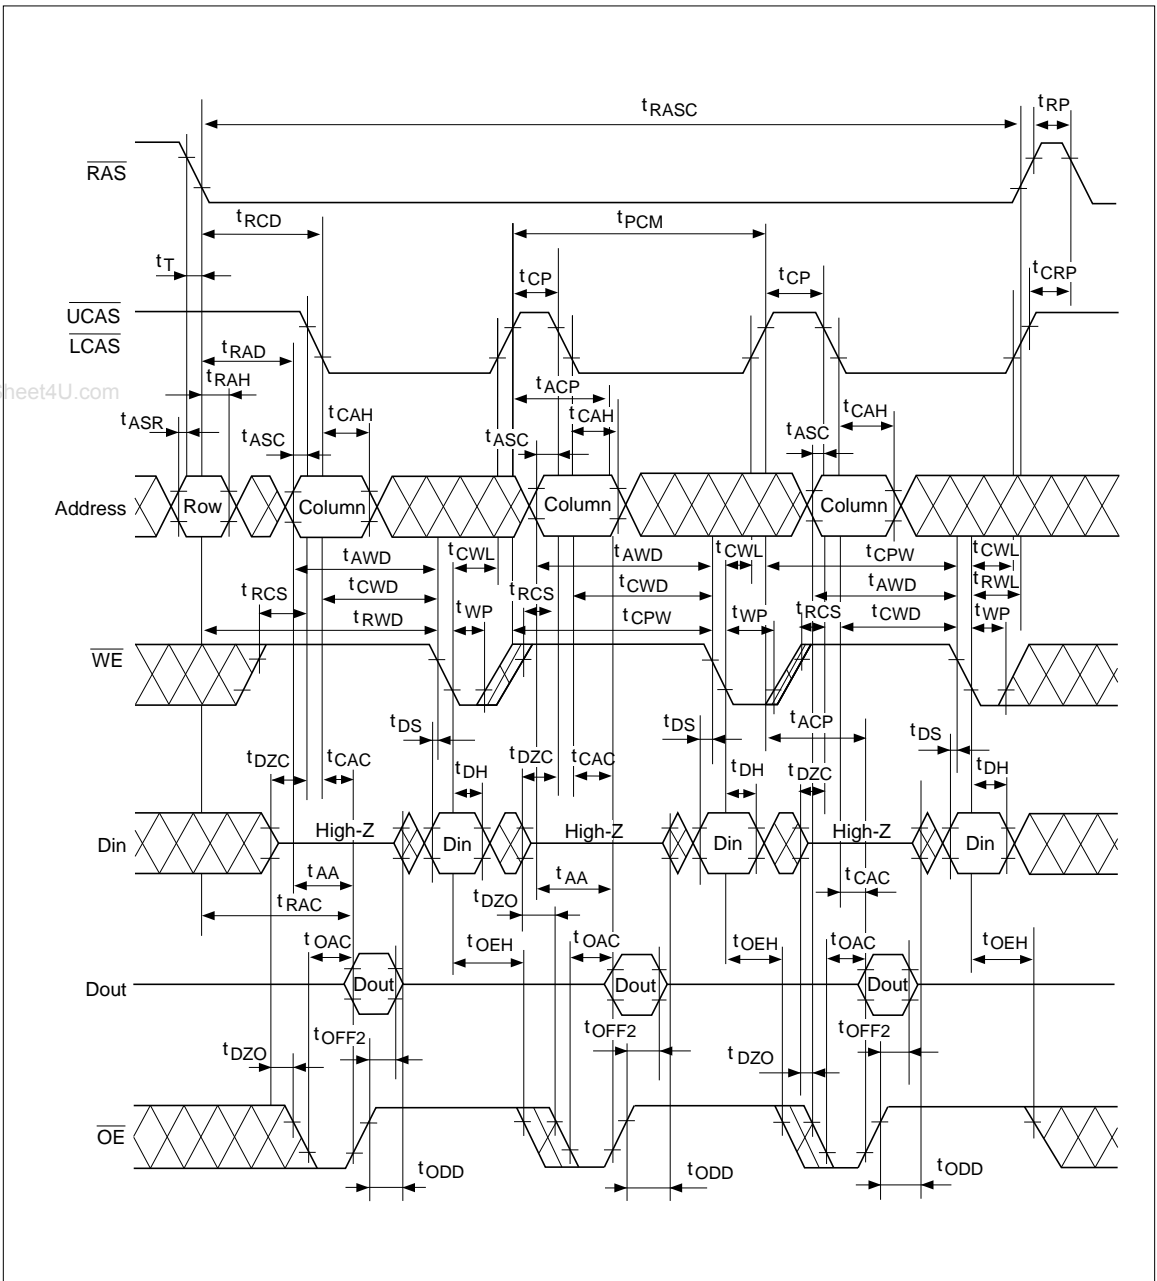 tRASC tRP
RAS
tRCD tPCM
tT tCP tCP tCRP
UCAS
LCAS
tRAD
tRAH tACP
heet4U.com
tASR tCAH tCAH tCAH
tASC tASC tASC
Address Row Column Column Column
tAWD tCWL tAWD tCWL tCPW tCWL
tRCS tCWD tRCS tCWD tAWD tRWL
tRWD tWP tCPW tWP tRCS tCWD tWP
WE
tDS tDS tACP tDS
tDZC tCAC tDH tDZC tCAC tDH tDZC tDH
Din High-Z Din High-Z Din High-Z Din
tAA tAA tCAC
tRAC tDZO
tOAC tOEH tOAC tOEH tOAC tOEH
Dout Dout Dout Dout
tDZO tOFF2 tOFF2 tDZO tOFF2
OE
tODD tODD tODD